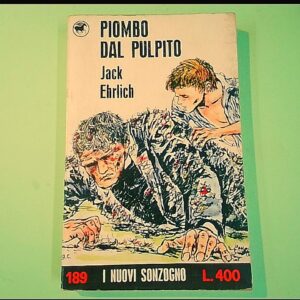 PIOMBO
DAL PULPITO
Jack
Ehrlich
189 I NUOVI SONZOGNO L. 400